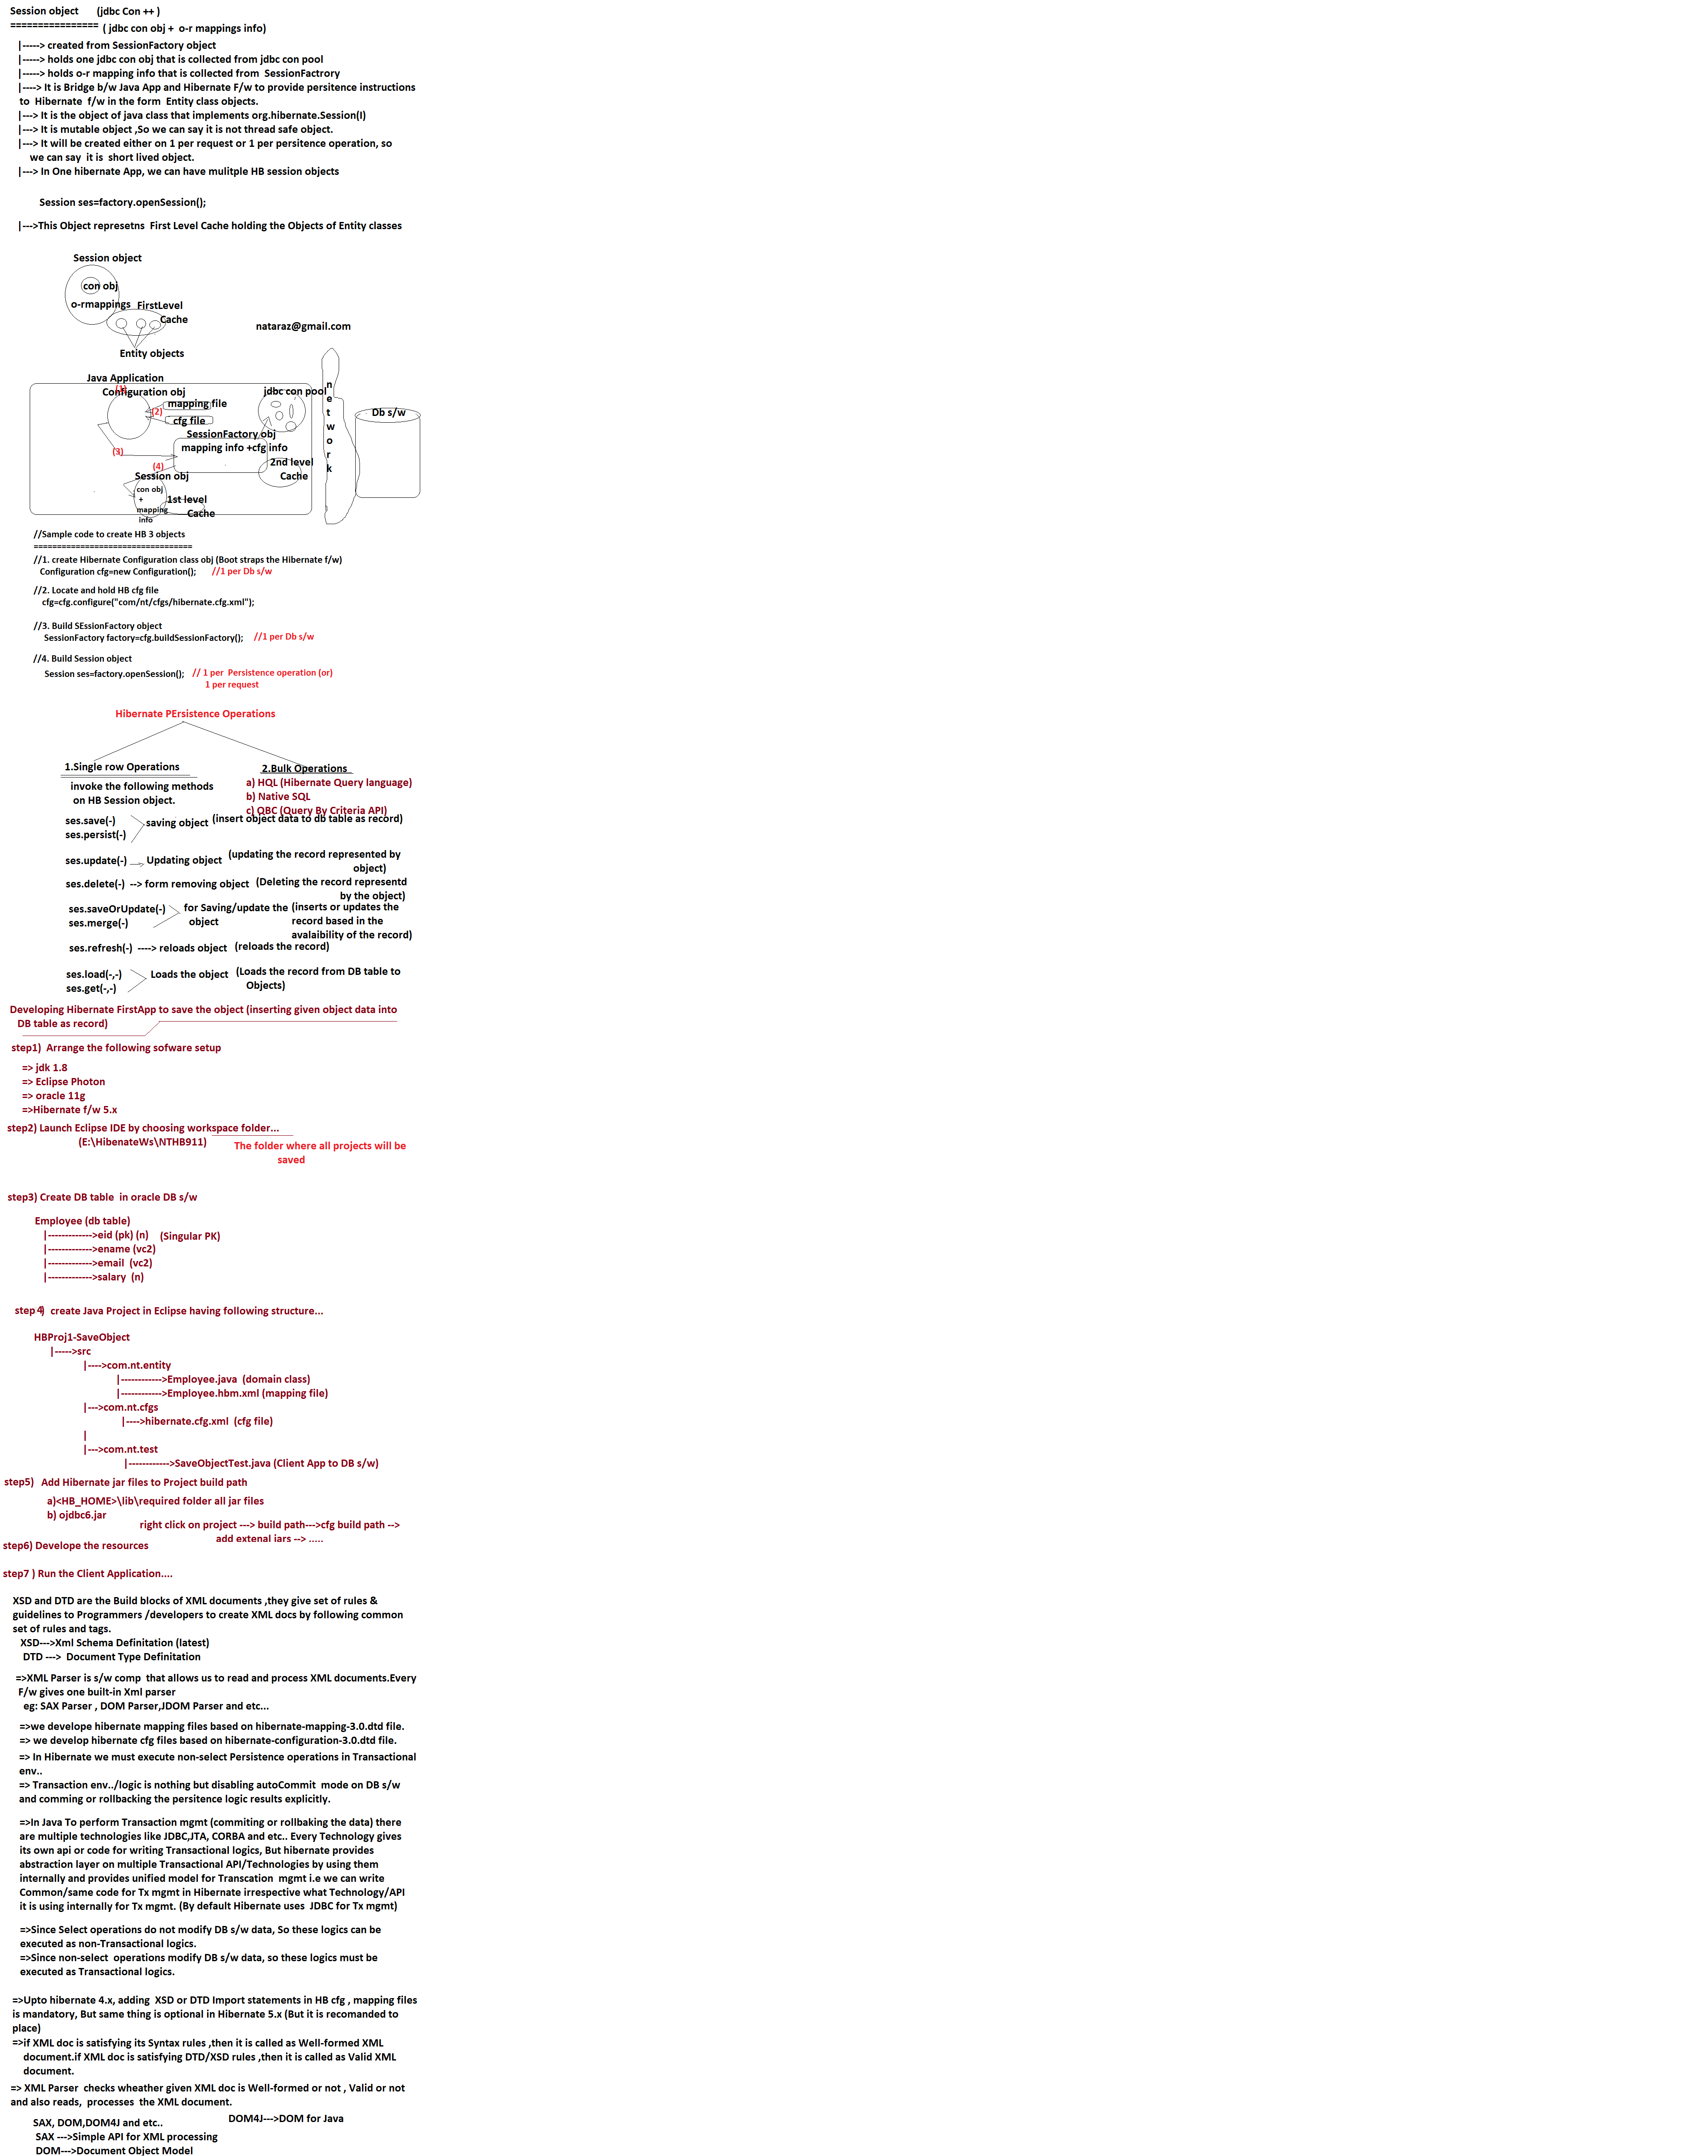 Session object (jdbc Con ++ )
================ ( jdbc con obj + o-r mappings info)
|-----> created from SessionFactory object
|-----> holds one jdbc con obj that is collected from jdbc con pool
|-----> holds o-r mapping info that is collected from SessionFactrory
|----> It is Bridge b/w Java App and Hibernate F/w to provide persitence instructions
to Hibernate f/w in the form Entity class objects.
|---> It is the object of java class that implements org.hibernate.Session(I)
|---> It is mutable object ,So we can say it is not thread safe object.
|---> It will be created either on 1 per request or 1 per persitence operation, so
we can say it is short lived object.
|---> In One hibernate App, we can have mulitple HB session objects
Session ses=factory.openSession();
|--->This Object represetns First Level Cache holding the Objects of Entity classes
Session object
con obj
o-rmappings FirstLevel
Cache
nataraz@gmail.com
Entity objects
Java Application
(1)
Configuration obj
jdbc con pool
network
mapping file
(2)
cfg file
Db s/w
SessionFactory obj
mapping info +cfg info
(3)
(4)
2nd level
Cache
Session obj
con obj
+
mapping
info
1st level
Cache
//Sample code to create HB 3 objects
==================================
//1. create Hibernate Configuration class obj (Boot straps the Hibernate f/w)
Configuration cfg=new Configuration(); //1 per Db s/w
//2. Locate and hold HB cfg file
cfg=cfg.configure("com/nt/cfgs/hibernate.cfg.xml");
//3. Build SEssionFactory object
SessionFactory factory=cfg.buildSessionFactory(); //1 per Db s/w
//4. Build Session object
Session ses=factory.openSession(); // 1 per Persistence operation (or)
1 per request
Hibernate PErsistence Operations
1.Single row Operations
2.Bulk Operations
invoke the following methods
on HB Session object.
a) HQL (Hibernate Query language)
b) Native SQL
c) QBC (Query By Criteria API)
ses.save(-)
ses.persist(-)
saving object (insert object data to db table as record)
ses.update(-) Updating object (updating the record represented by
object)
ses.delete(-) --> form removing object (Deleting the record representd
by the object)
ses.saveOrUpdate(-)
ses.merge(-)
for Saving/update the
object
(inserts or updates the
record based in the
avalaibility of the record)
ses.refresh(-) ----> reloads object (reloads the record)
ses.load(-,-)
ses.get(-,-)
Loads the object (Loads the record from DB table to
Objects)
Developing Hibernate FirstApp to save the object (inserting given object data into
DB table as record)
step1) Arrange the following sofware setup
=> jdk 1.8
=> Eclipse Photon
=> oracle 11g
=>Hibernate f/w 5.x
step2) Launch Eclipse IDE by choosing workspace folder...
(E:\HibenateWs\NTHB911)
The folder where all projects will be
saved
step3) Create DB table in oracle DB s/w
Employee (db table)
|------------->eid (pk) (n) (Singular PK)
|------------->ename (vc2)
|------------->email (vc2)
|------------->salary (n)
step 4) create Java Project in Eclipse having following structure...
HBProj1-SaveObject
|----->src
|---->com.nt.entity
|------------>Employee.java (domain class)
|------------>Employee.hbm.xml (mapping file)
|--->com.nt.cfgs
|---->hibernate.cfg.xml (cfg file)
|
|--->com.nt.test
|------------>SaveObjectTest.java (Client App to DB s/w)
step5) Add Hibernate jar files to Project build path
a)<HB_HOME>\lib\required folder all jar files
b) ojdbc6.jar
right click on project ---> build path--->cfg build path -->
add extenal jars --> .....
step6) Develope the resources
step7 ) Run the Client Application....
XSD and DTD are the Build blocks of XML documents ,they give set of rules &
guidelines to Programmers /developers to create XML docs by following common
set of rules and tags.
XSD--->Xml Schema Definitation (latest)
DTD ---> Document Type Definitation
=>XML Parser is s/w comp that allows us to read and process XML documents.Every
F/w gives one built-in Xml parser
eg: SAX Parser , DOM Parser,JDOM Parser and etc...
=>we develope hibernate mapping files based on hibernate-mapping-3.0.dtd file.
=> we develop hibernate cfg files based on hibernate-configuration-3.0.dtd file.
=> In Hibernate we must execute non-select Persistence operations in Transactional
env..
=> Transaction env../logic is nothing but disabling autoCommit mode on DB s/w
and comming or rollbacking the persitence logic results explicitly.
=>In Java To perform Transaction mgmt (commiting or rollbaking the data) there
are multiple technologies like JDBC,JTA, CORBA and etc.. Every Technology gives
its own api or code for writing Transactional logics, But hibernate provides
abstraction layer on multiple Transactional API/Technologies by using them
internally and provides unified model for Transcation mgmt i.e we can write
Common/same code for Tx mgmt in Hibernate irrespective what Technology/API
it is using internally for Tx mgmt. (By default Hibernate uses JDBC for Tx mgmt)
=>Since Select operations do not modify DB s/w data, So these logics can be
executed as non-Transactional logics.
=>Since non-select operations modify DB s/w data, so these logics must be
executed as Transactional logics.
=>Upto hibernate 4.x, adding XSD or DTD Import statements in HB cfg , mapping files
is mandatory, But same thing is optional in Hibernate 5.x (But it is recomanded to
place)
=>if XML doc is satisfying its Syntax rules ,then it is called as Well-formed XML
document.if XML doc is satisfying DTD/XSD rules ,then it is called as Valid XML
document.
=> XML Parser checks wheather given XML doc is Well-formed or not , Valid or not
and also reads, processes the XML document.
SAX, DOM,DOM4J and etc.. DOM4J--->DOM for Java
SAX --->Simple API for XML processing
DOM--->Document Object Model